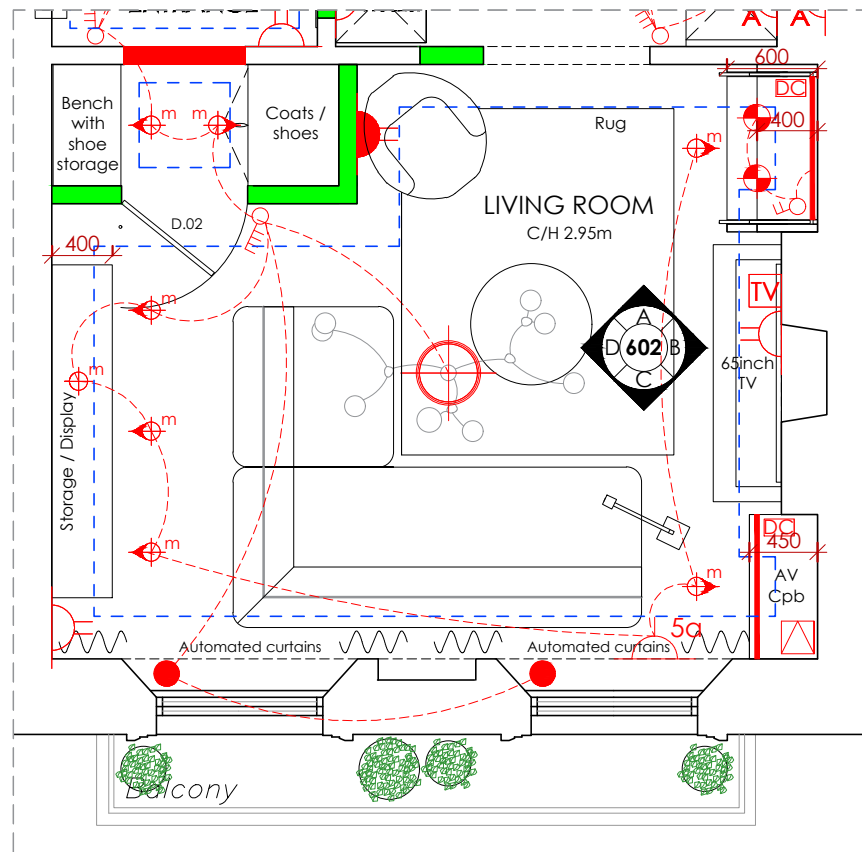 A
A
600
DC
400
m
m
m
Bench
with
shoe
storage
Coats /
shoes
Rug
LIVING ROOM
C/H 2.95m
D.02
400
m
m
m
m
Storage / Display
A
D 602 B
C
TV
65inch
TV
DC
450
AV
Cpb
m
5a
Automated curtains
Automated curtains
Balcony